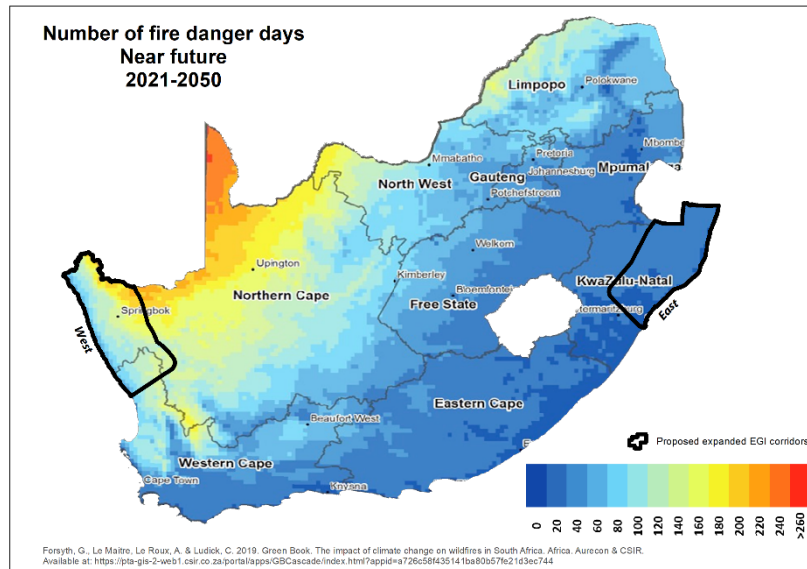 Number of fire danger days
Near future
2021-2050
Limpopo
Polokwane
Mmabatho
North West
Gauteng
Pretoria
Johannesburg
Mpumal
Potchefstroom
Upington
Northern Cape
Kimberley
Welkom
Bloemfontei
Free State
KwaZulu-Natal
termaritzburg
East
Springbok
West
Eastern Cape
Beaufort West
Western Cape
Cape Town
Knysna
Proposed expanded EGI corridors
0 20 40 60 80 100 120 140 160 180 200 220 240 >260
Forsyth, G., Le Maitre, Le Roux, A. & Ludick, C. 2019. Green Book. The impact of climate change on wildfires in South Africa. Africa. Aurecon & CSIR.
Available at: https://pta-gis-2-web1.csir.co.za/portal/apps/GBCascade/index.html?appid=a726c58f435141ba80b57fe21d3ec744